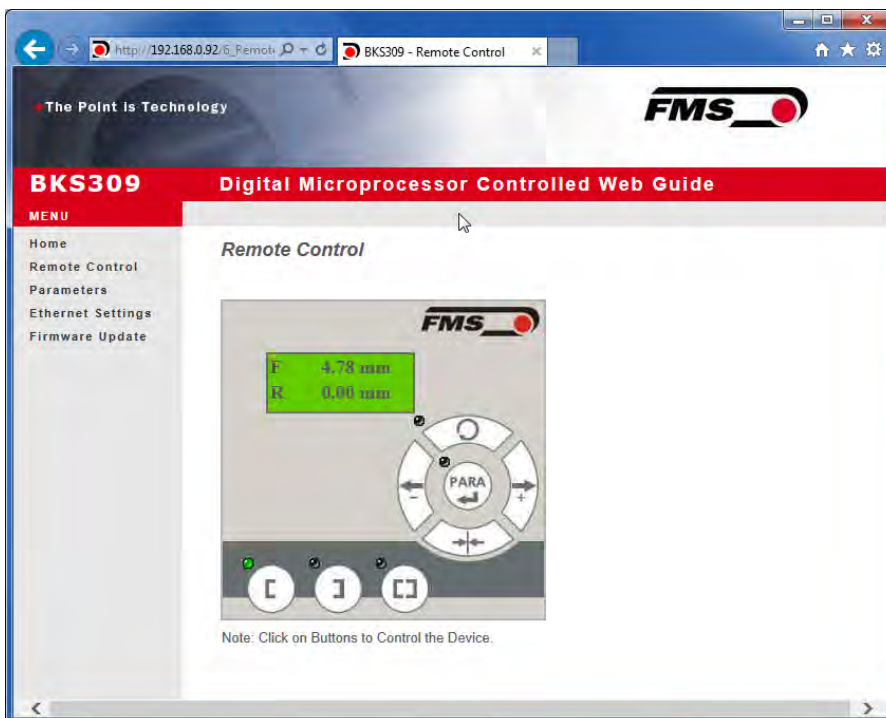 http://192.168.0.92/6_Remot
BKS309 - Remote Control
The Point is Technology
FMS
BKS309
Digital Microprocessor Controlled Web Guide
MENU
Home
Remote Control
Parameters
Ethernet Settings
Firmware Update
Remote Control
FMS
F 4.78 mm
R 0.00 mm
PARA
- +
[ ] []
Note: Click on Buttons to Control the Device.